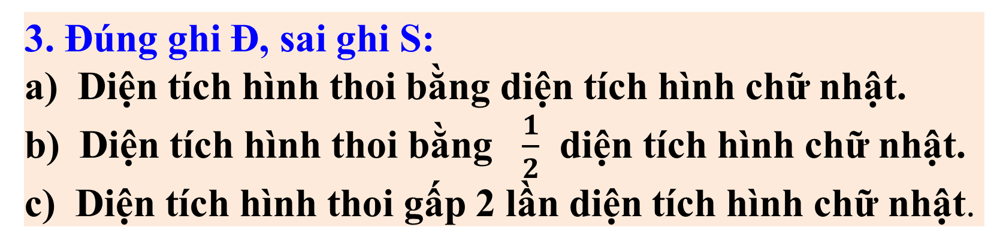 3. Đúng ghi Đ, sai ghi S:
a) Diện tích hình thoi bằng diện tích hình chữ nhật.
b) Diện tích hình thoi bằng 1/2 diện tích hình chữ nhật.
c) Diện tích hình thoi gấp 2 lần diện tích hình chữ nhật.